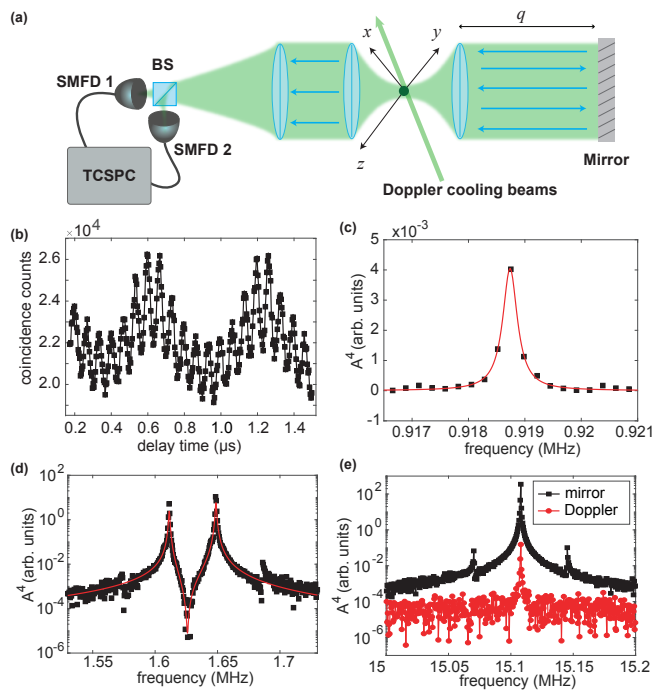 (a)
q
x
y
BS
SMFD 1
SMFD 2
z
TCSPC
Mirror
Doppler cooling beams
(b)
×10⁴
coincidence counts
2.8
2.6
2.4
2.2
2.0
0.2 0.4 0.6 0.8 1.0 1.2 1.4
delay time (μs)
(c)
x10⁻³
A⁴ (arb. units)
5
4
3
2
1
0
-1
0.917 0.918 0.919 0.92 0.921
frequency (MHz)
(d)
A⁴ (arb. units)
10²
10⁰
10⁻²
10⁻⁴
10⁻⁶
1.55 1.6 1.65 1.7
frequency (MHz)
(e)
mirror
Doppler
A⁴ (arb. units)
10²
10⁰
10⁻²
10⁻⁴
10⁻⁶
15 15.05 15.1 15.15 15.2
frequency (MHz)